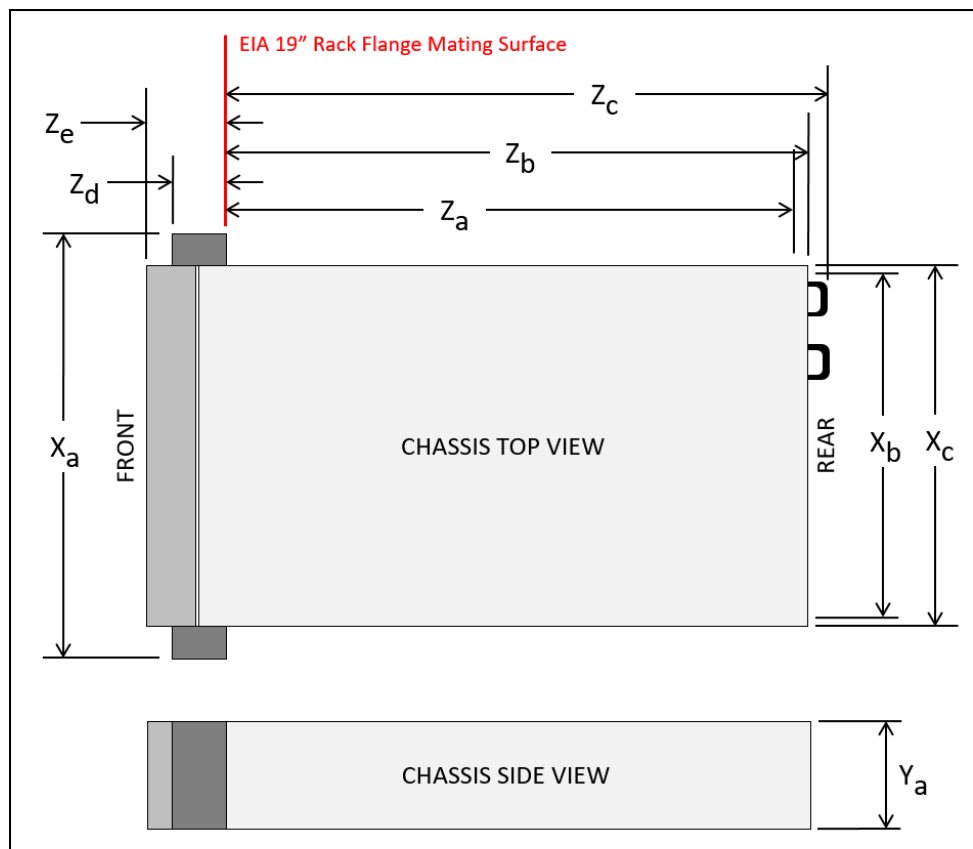 EIA 19” Rack Flange Mating Surface
Zc
Ze
Zb
Zd
Za
FRONT
Xa
CHASSIS TOP VIEW
REAR
Xb
Xc
CHASSIS SIDE VIEW
Ya